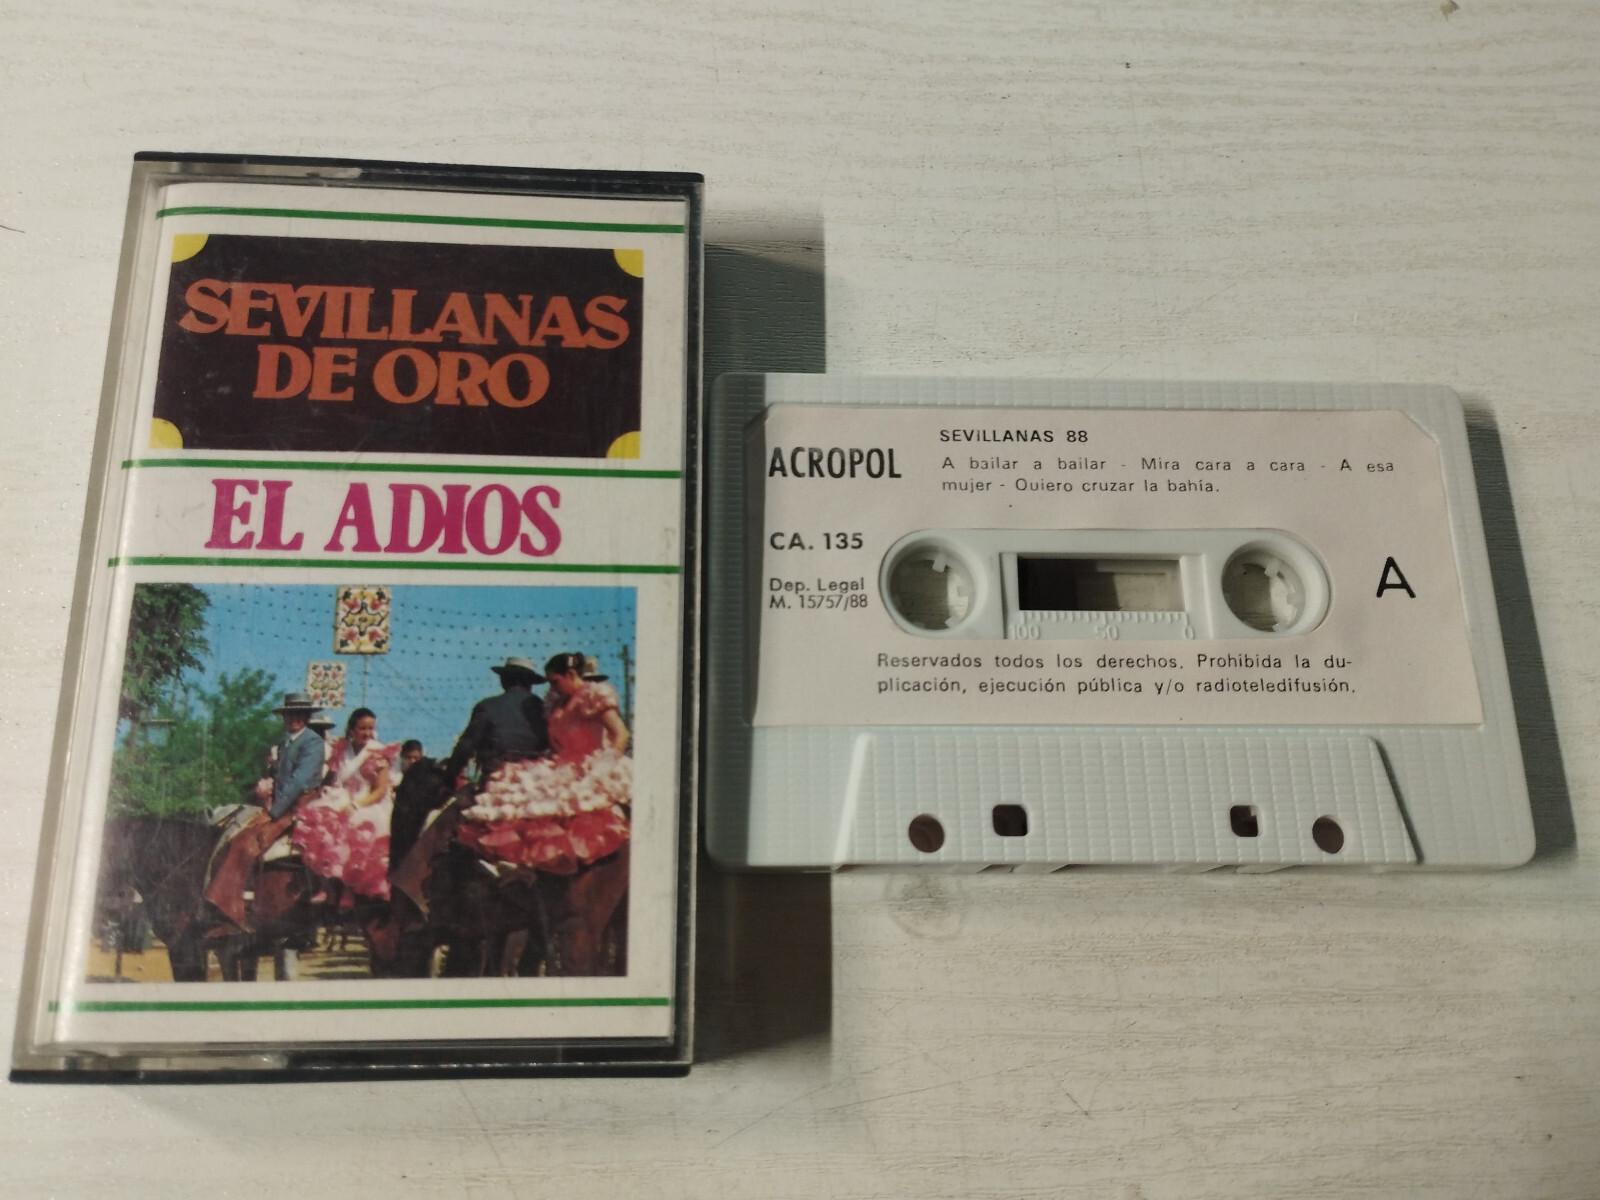 SEVILLANAS
DE ORO
EL ADIOS
ACROPOL
SEVILLANAS 88
A bailar a bailar - Mira cara a cara - A esa
mujer - Quiero cruzar la bahía.
CA. 135
Dep. Legal
M. 15757/88
A
100 50 0
Reservados todos los derechos. Prohibida la du-
plicación, ejecución pública y/o radioteledifusión.